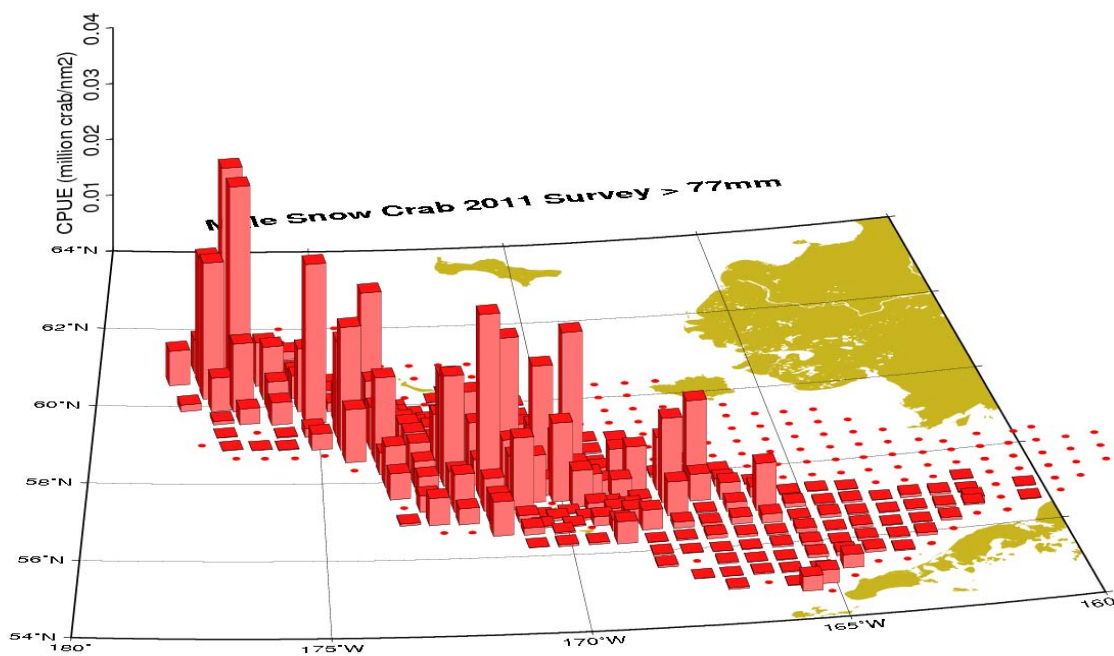 0.04
0.03
0.02
0.01
CPUE (million crab/nm2)
Male Snow Crab 2011 Survey > 77mm
64°N
62°N
60°N
58°N
56°N
54°N
180°
175°W
170°W
165°W
160